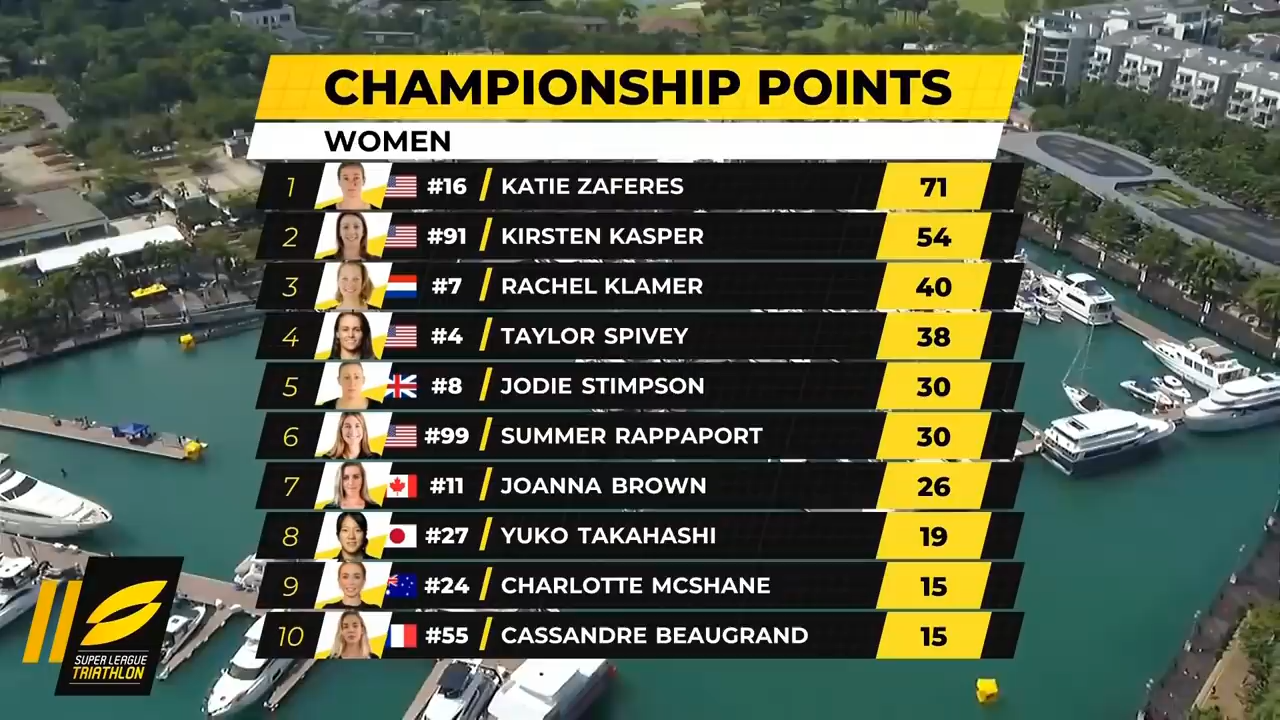 CHAMPIONSHIP POINTS
WOMEN
1 #16 / KATIE ZAFERES 71
2 #91 / KIRSTEN KASPER 54
3 #7 / RACHEL KLAMER 40
4 #4 / TAYLOR SPIVEY 38
5 #8 / JODIE STIMPSON 30
6 #99 / SUMMER RAPPAPORT 30
7 #11 / JOANNA BROWN 26
8 #27 / YUKO TAKAHASHI 19
9 #24 / CHARLOTTE MCSHANE 15
10 #55 / CASSANDRE BEAUGRAND 15
SUPER LEAGUE
TRIATHLON